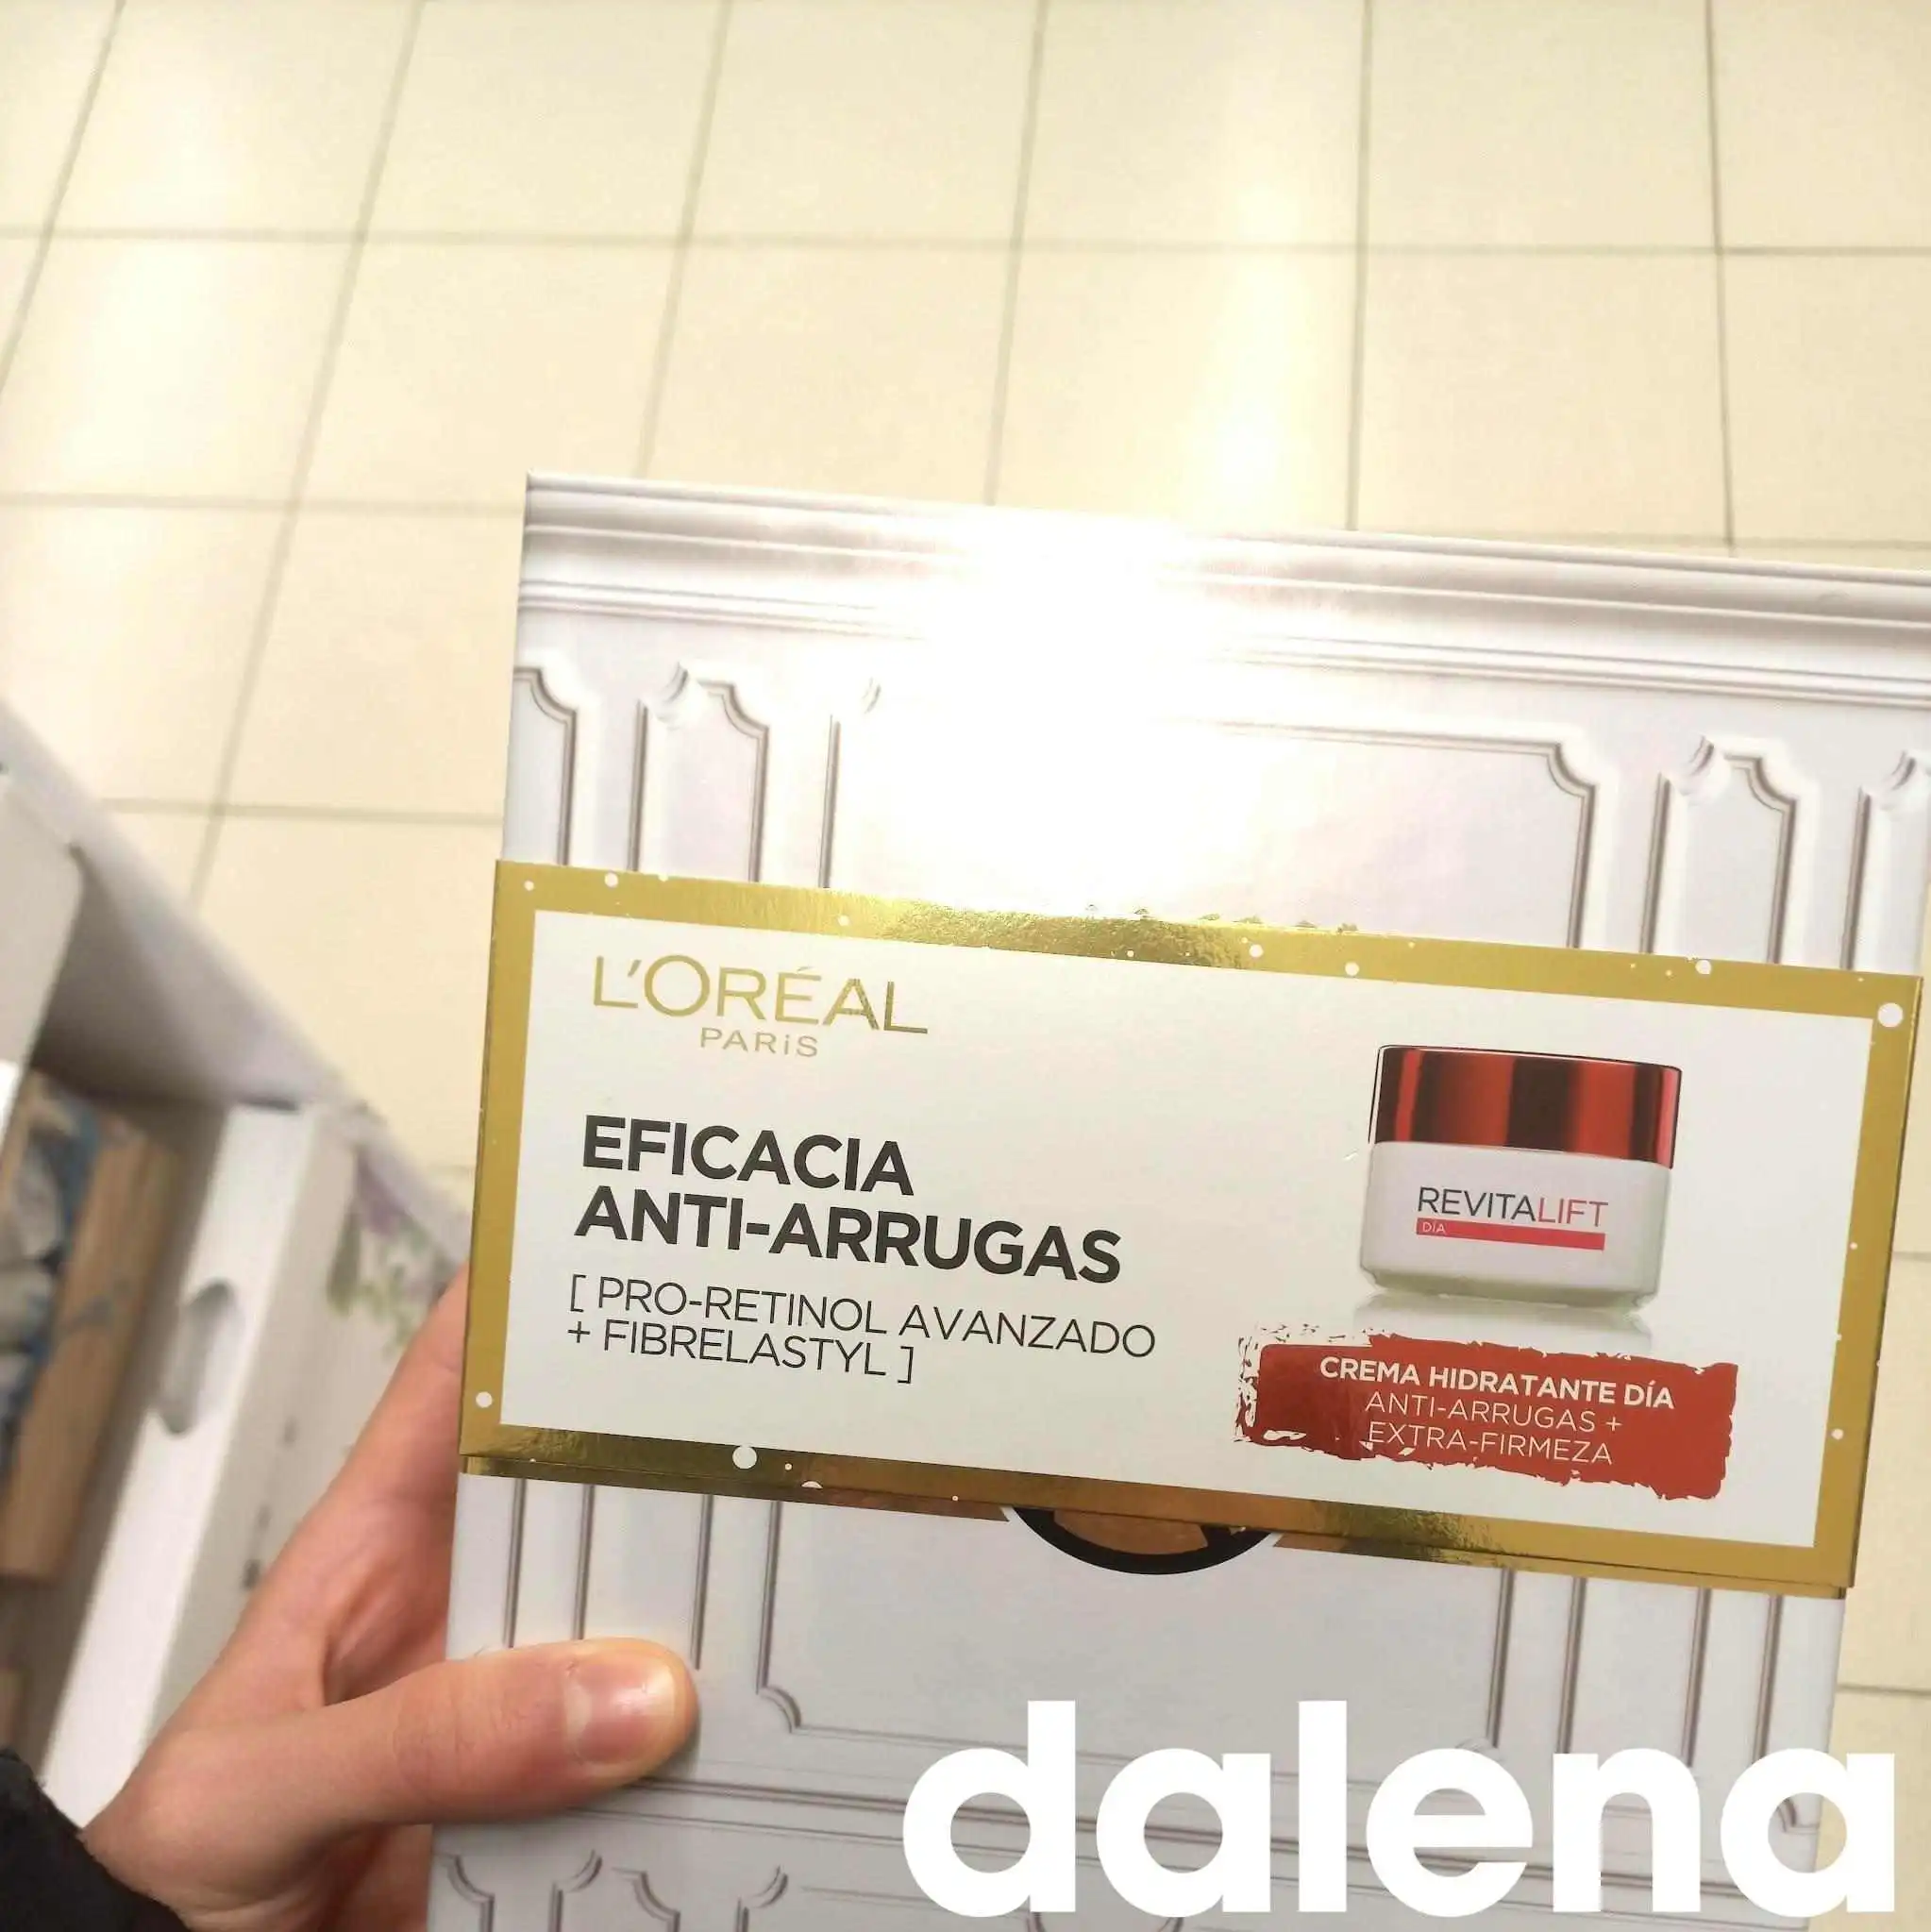 L'ORÉAL
PARiS
EFICACIA
ANTI-ARRUGAS
[ PRO-RETINOL AVANZADO
+ FIBRELASTYL ]
REVITALIFT
DÍA
CREMA HIDRATANTE DÍA
ANTI-ARRUGAS +
EXTRA-FIRMEZA
dalena